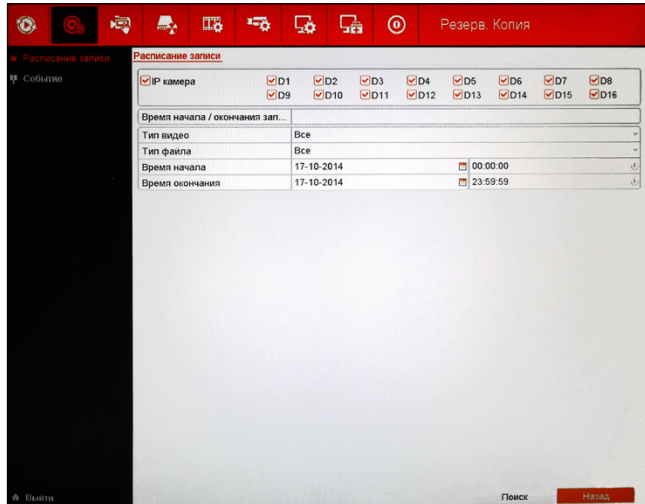 Резерв. Копия
Расписание записи
Событие
Расписание записи
IP камера D1 D2 D3 D4 D5 D6 D7 D8
D9 D10 D11 D12 D13 D14 D15 D16
Время начала / окончания зап...
Тип видео Все
Тип файла Все
Время начала 17-10-2014 00:00:00
Время окончания 17-10-2014 23:59:59
Выйти
Поиск Назад